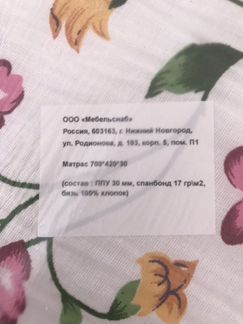 ООО «Мебельснаб»
Россия, 603163, г. Нижний Новгород,
ул. Родионова, д. 193, корп. 5, пом. П1
Матрас 700*420*30
(состав : ППУ 30 мм, спанбонд 17 гр\м2,
бязь 100% хлопок)